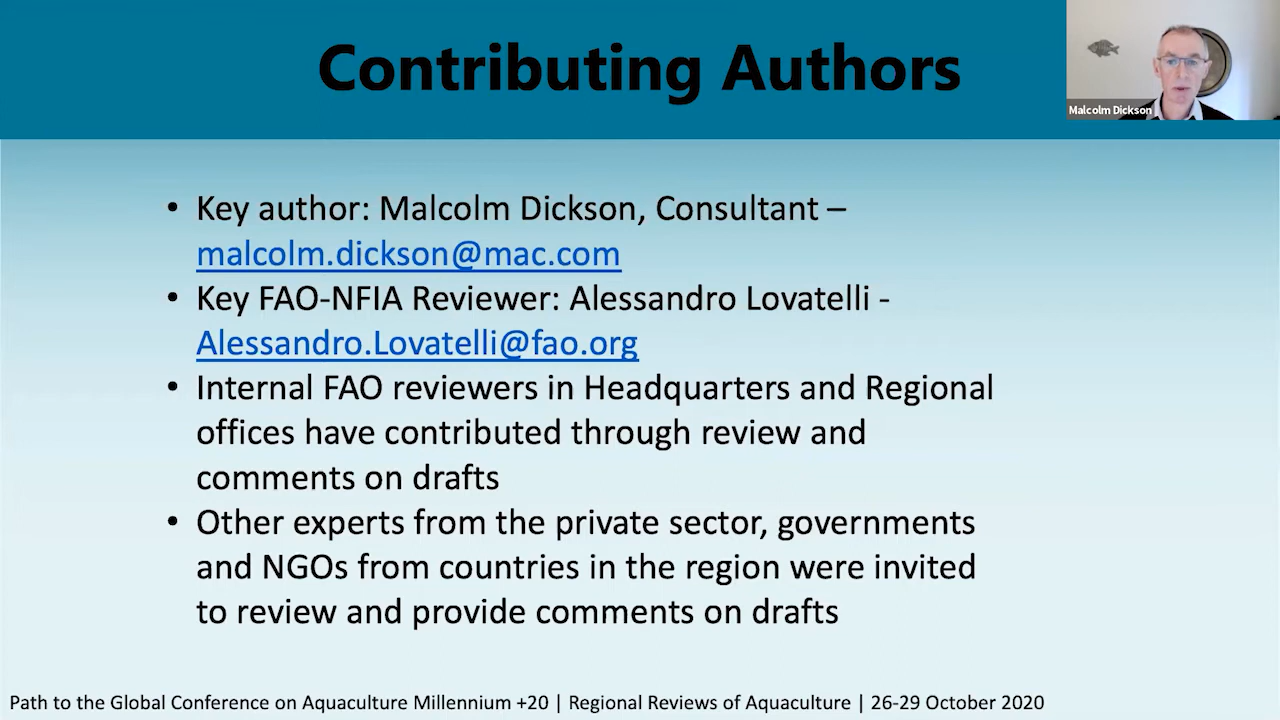 Contributing Authors
Malcolm Dickson
• Key author: Malcolm Dickson, Consultant –
malcolm.dickson@mac.com
• Key FAO-NFIA Reviewer: Alessandro Lovatelli -
Alessandro.Lovatelli@fao.org
• Internal FAO reviewers in Headquarters and Regional
offices have contributed through review and
comments on drafts
• Other experts from the private sector, governments
and NGOs from countries in the region were invited
to review and provide comments on drafts
Path to the Global Conference on Aquaculture Millennium +20 | Regional Reviews of Aquaculture | 26-29 October 2020